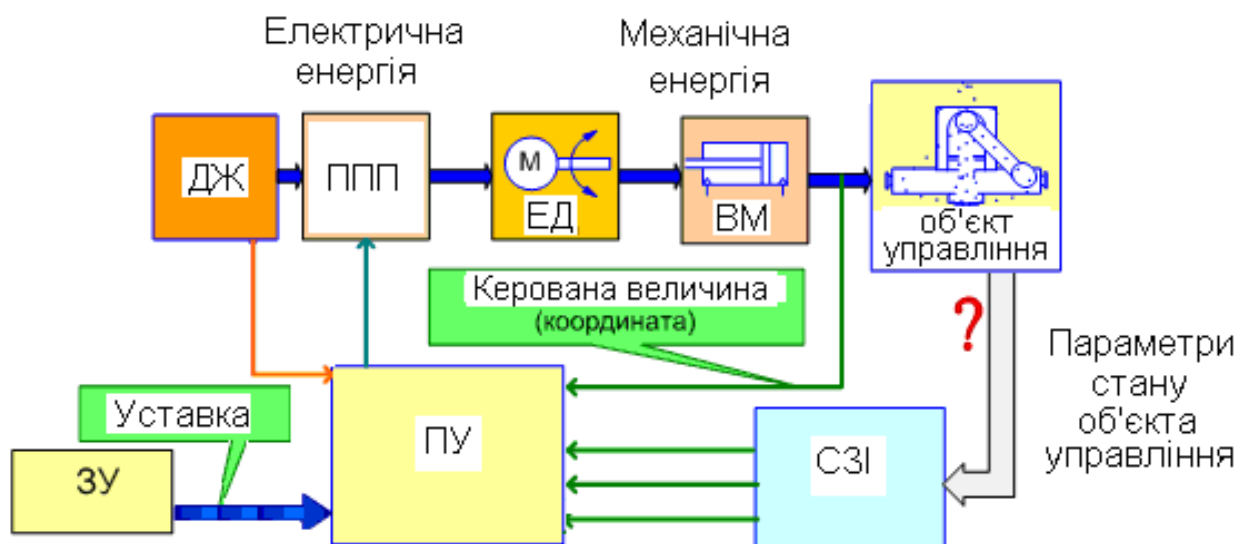 Електрична
енергія
Механічна
енергія
ДЖ
ППП
М
ЕД
ВМ
об'єкт
управління
Керована величина
(координата)
?
Параметри
стану
об'єкта
управління
Уставка
ЗУ
ПУ
СЗІ